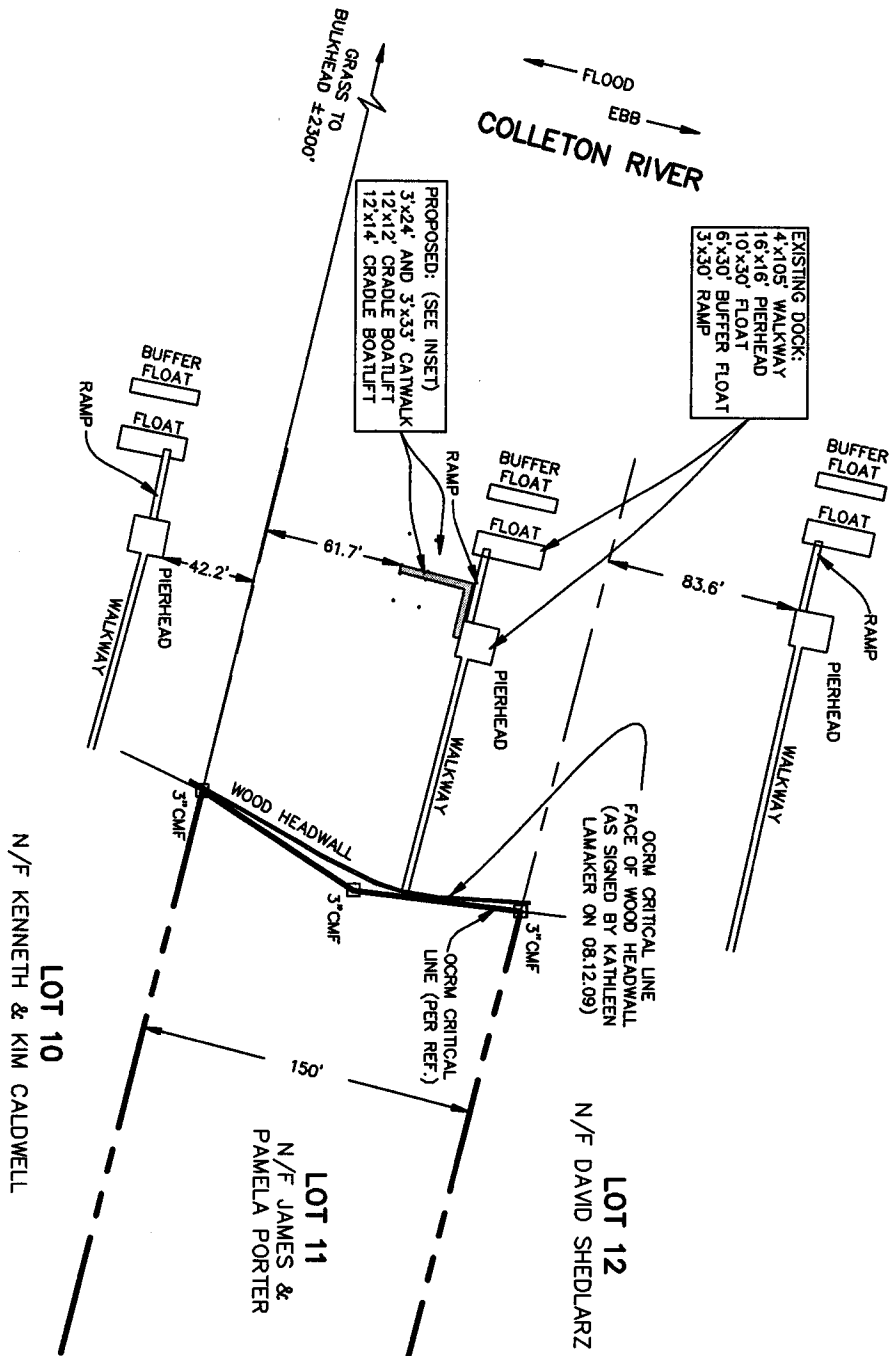 GRASS TO
BULKHEAD ±2300'
FLOOD
EBB
COLLETON RIVER
EXISTING DOCK:
4'x105' WALKWAY
16'x16' PIERHEAD
10'x30' FLOAT
6'x30' BUFFER FLOAT
3'x30' RAMP
PROPOSED: (SEE INSET)
3'x24' AND 3'x33' CATWALK
12'x12' CRADLE BOATLIFT
12'x14' CRADLE BOATLIFT
BUFFER
FLOAT
FLOAT
RAMP
PIERHEAD
WALKWAY
83.6'
BUFFER
FLOAT
FLOAT
RAMP
PIERHEAD
WALKWAY
61.7'
BUFFER
FLOAT
FLOAT
RAMP
PIERHEAD
WALKWAY
42.2'
OCRM CRITICAL LINE
FACE OF WOOD HEADWALL
(AS SIGNED BY KATHLEEN
LAMAKER ON 08.12.09)
WOOD HEADWALL
3"CMF
3"CMF
3"CMF
OCRM CRITICAL
LINE (PER REF.)
150'
LOT 12
N/F DAVID SHEDLARZ
LOT 11
N/F JAMES &
PAMELA PORTER
LOT 10
N/F KENNETH & KIM CALDWELL